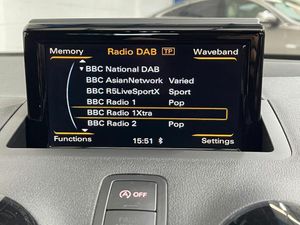 Memory Radio DAB TP Waveband
BBC National DAB
BBC AsianNetwork Varied
BBC R5LiveSportX Sport
BBC Radio 1 Pop
BBC Radio 1Xtra
BBC Radio 2 Pop
Functions 15:51 Settings
A OFF